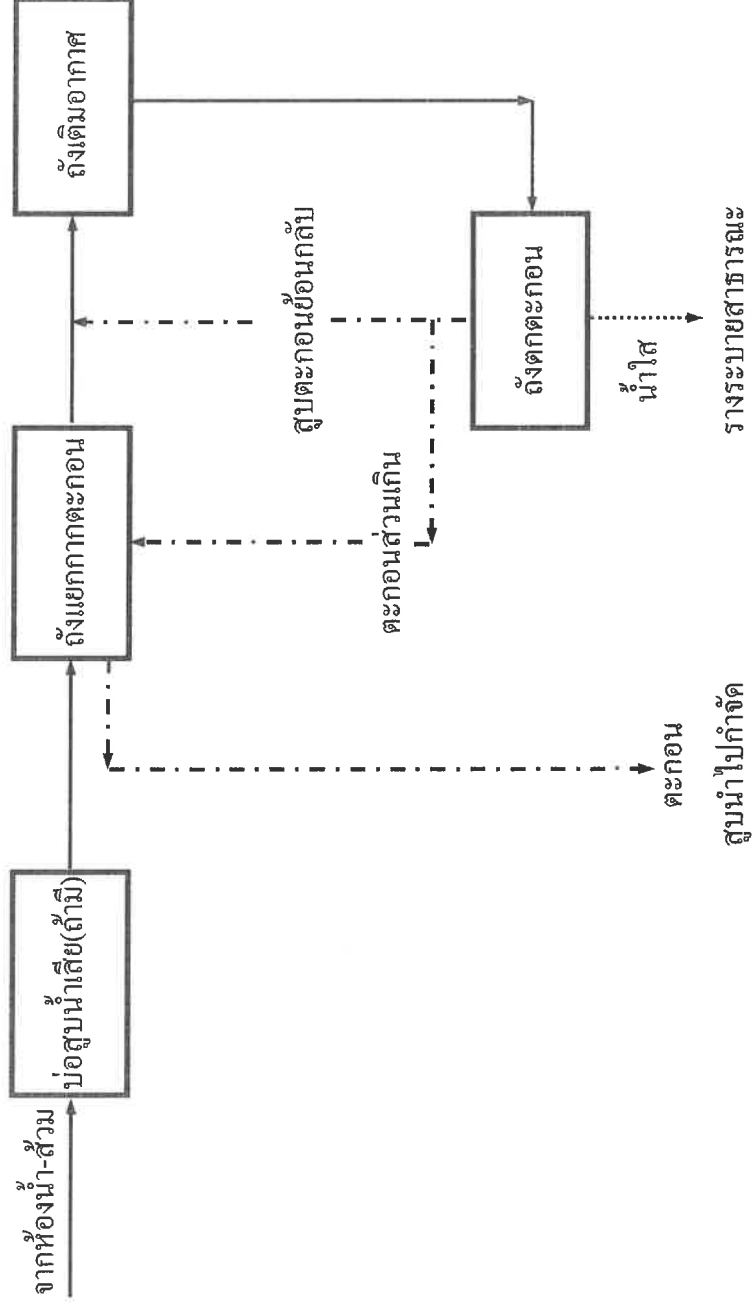 จากห้องน้ำ-ส้วม
บ่อสูบน้ำเสีย(ถ้ามี)
ถังแยกกากตะกอน
ถังเติมอากาศ
ตะกอนส่วนเกิน
สูบตะกอนย้อนกลับ
ถังตกตะกอน
น้ำใส
ตะกอน
สูบนำไปกำจัด
รางระบายสาธารณะ